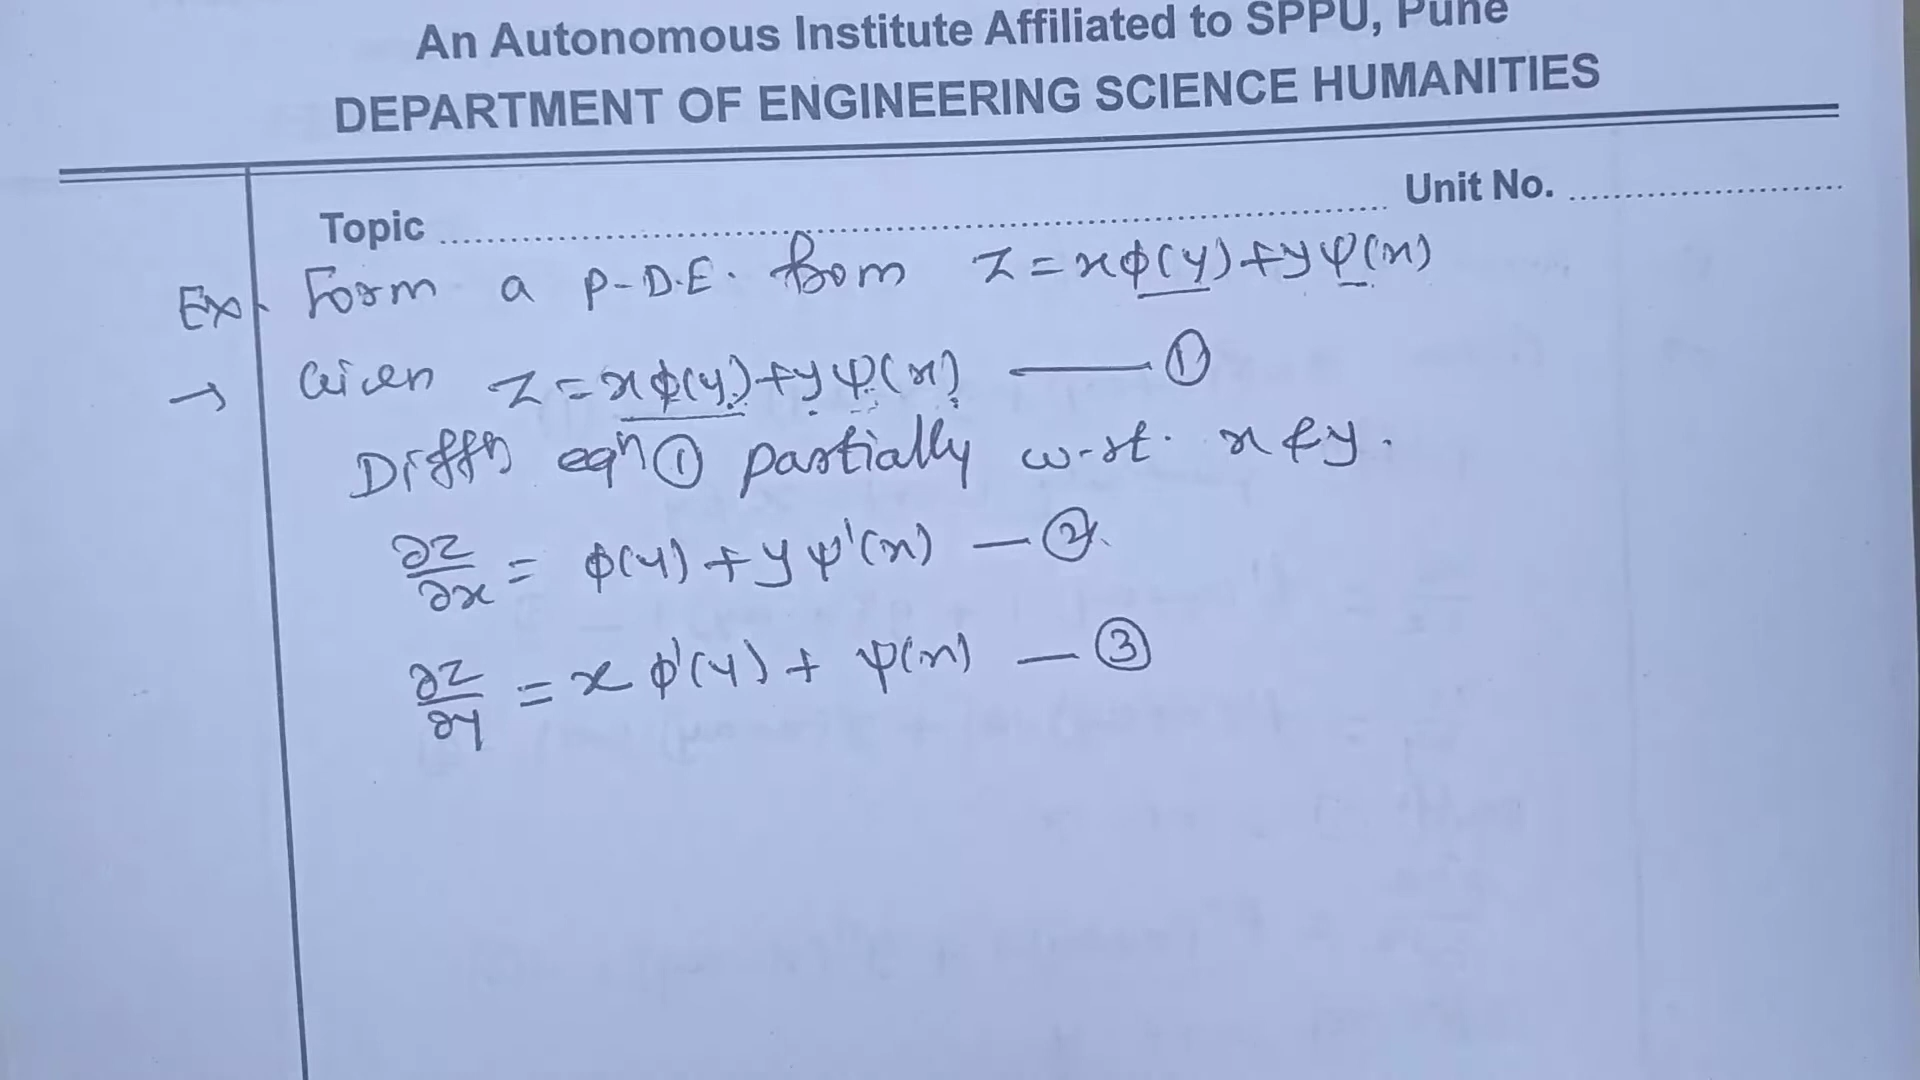 An Autonomous Institute Affiliated to SPPU, Pune
DEPARTMENT OF ENGINEERING SCIENCE HUMANITIES
Topic ........................ Unit No. ........................
Ex. Form a P.D.E. from z = xϕ(y) + yψ(x)
→ Given z = xϕ(y) + yψ(x) — ①
Diffn eqn ① partially w.r.t. x & y.
∂z/∂x = ϕ(y) + yψ'(x) — ②
∂z/∂y = xϕ'(y) + ψ(x) — ③